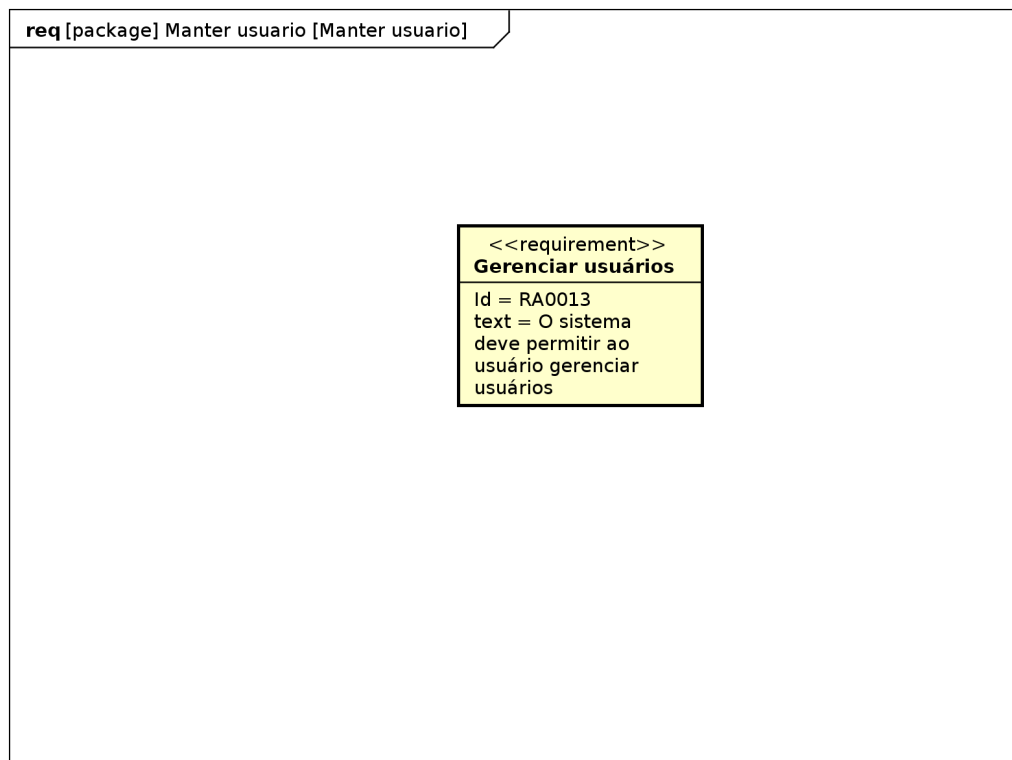 req [package] Manter usuario [Manter usuario]
<<requirement>>
Gerenciar usuários
Id = RA0013
text = O sistema
deve permitir ao
usuário gerenciar
usuários